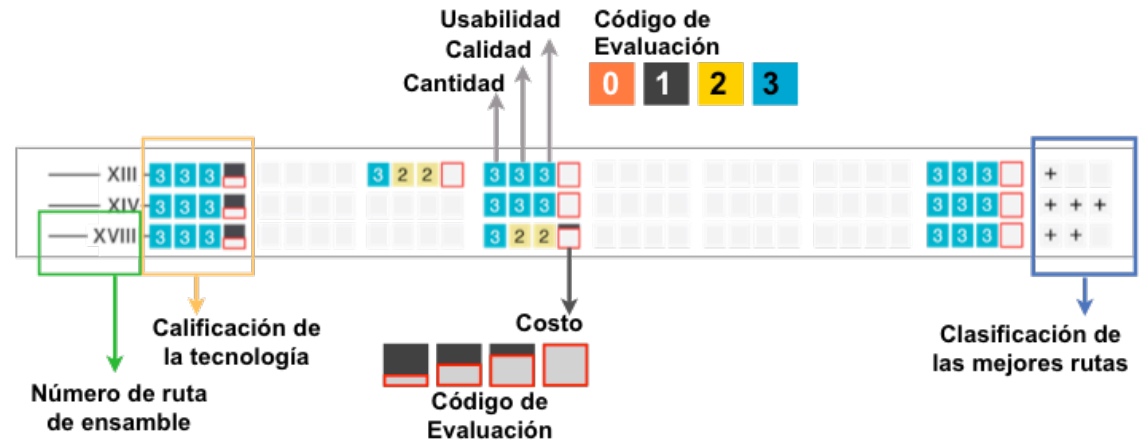 Usabilidad
Calidad
Cantidad
Código de
Evaluación
0 1 2 3
XIII 3 3 3 3 2 2 3 3 3 3 3 3 +
XIV 3 3 3 3 3 3 3 3 3 + + +
XVIII 3 3 3 3 2 2 3 3 3 + +
Calificación de
la tecnología
Costo
Clasificación de
las mejores rutas
Número de ruta
de ensamble
Código de
Evaluación